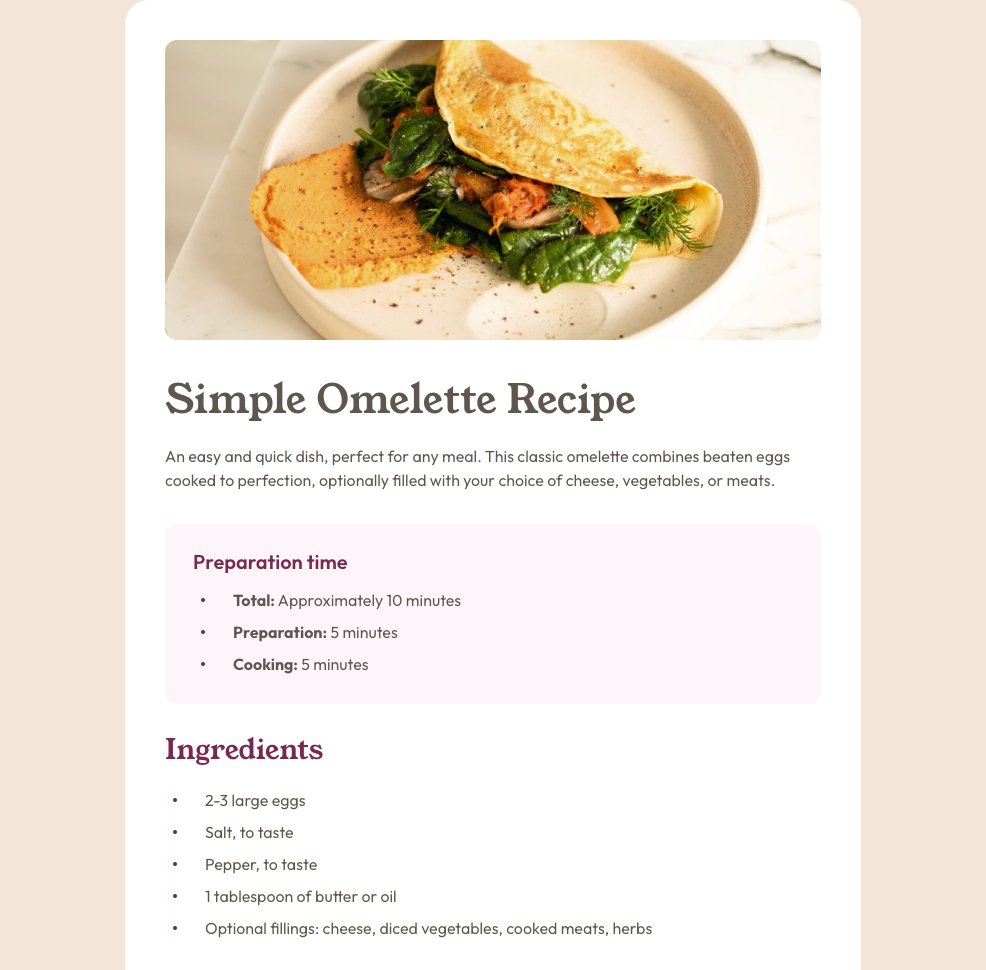 Simple Omelette Recipe
An easy and quick dish, perfect for any meal. This classic omelette combines beaten eggs
cooked to perfection, optionally filled with your choice of cheese, vegetables, or meats.
Preparation time
• Total: Approximately 10 minutes
• Preparation: 5 minutes
• Cooking: 5 minutes
Ingredients
• 2-3 large eggs
• Salt, to taste
• Pepper, to taste
• 1 tablespoon of butter or oil
• Optional fillings: cheese, diced vegetables, cooked meats, herbs